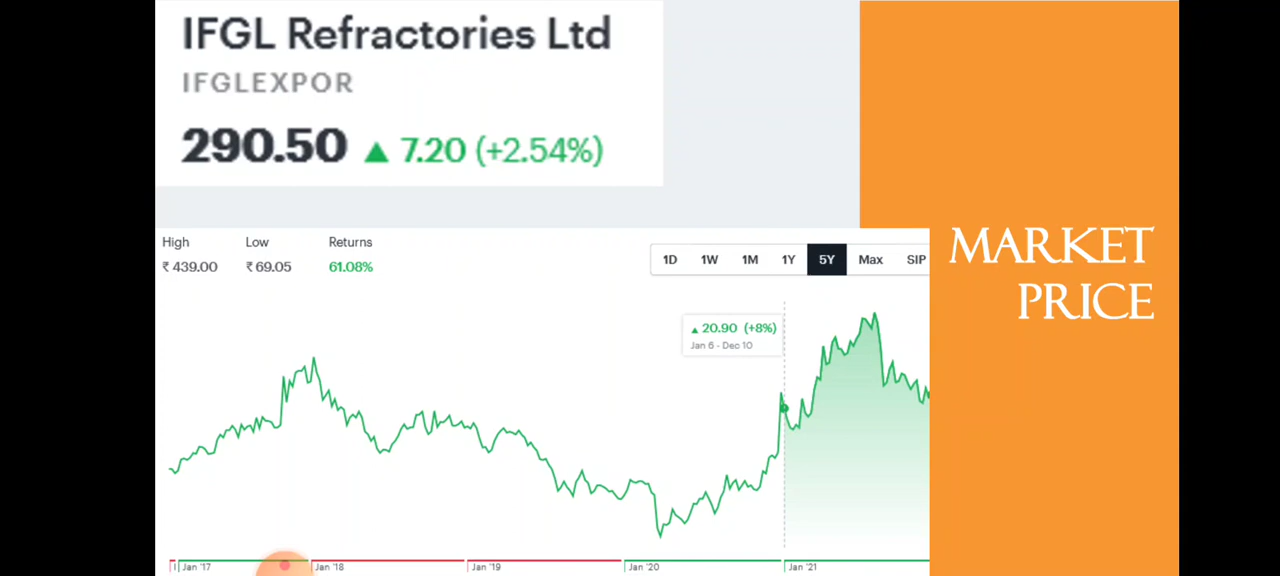 IFGL Refractories Ltd
IFGLEXPOR
290.50 ▲ 7.20 (+2.54%)
High Low Returns
₹ 439.00 ₹ 69.05 61.08%
1D 1W 1M 1Y 5Y Max SIP
MARKET
PRICE
▲ 20.90 (+8%)
Jan 6 - Dec 10
Jan '17 Jan '18 Jan '19 Jan '20 Jan '21